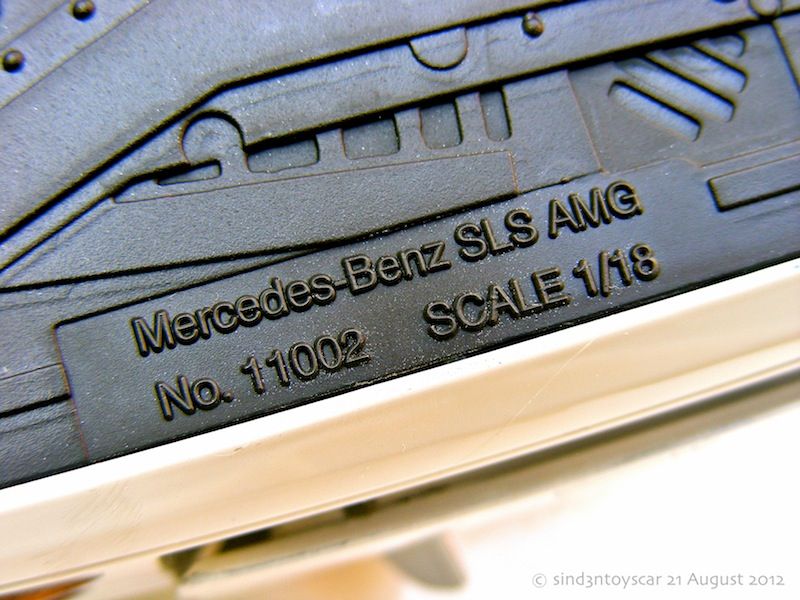 Mercedes-Benz SLS AMG
No. 11002 SCALE 1/18
© sind3ntoyscar 21 August 2012